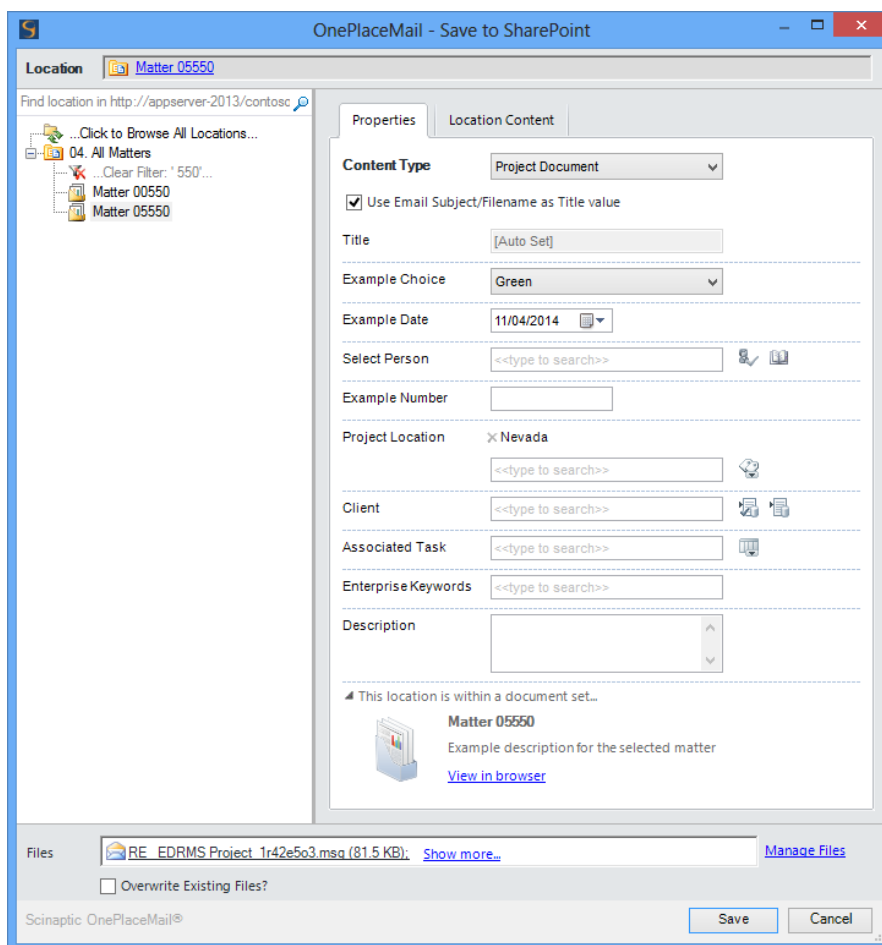 OnePlaceMail - Save to SharePoint
Location Matter 05550
Find location in http://appserver-2013/contosc
...Click to Browse All Locations...
04. All Matters
...Clear Filter: ' 550'...
Matter 00550
Matter 05550
Properties Location Content
Content Type Project Document
Use Email Subject/Filename as Title value
Title [Auto Set]
Example Choice Green
Example Date 11/04/2014
Select Person <<type to search>>
Example Number
Project Location Nevada
<<type to search>>
Client <<type to search>>
Associated Task <<type to search>>
Enterprise Keywords <<type to search>>
Description
This location is within a document set...
Matter 05550
Example description for the selected matter
View in browser
Files RE_ EDRMS Project_1r42e5o3.msg (81.5 KB); Show more... Manage Files
Overwrite Existing Files?
Scinaptic OnePlaceMail® Save Cancel